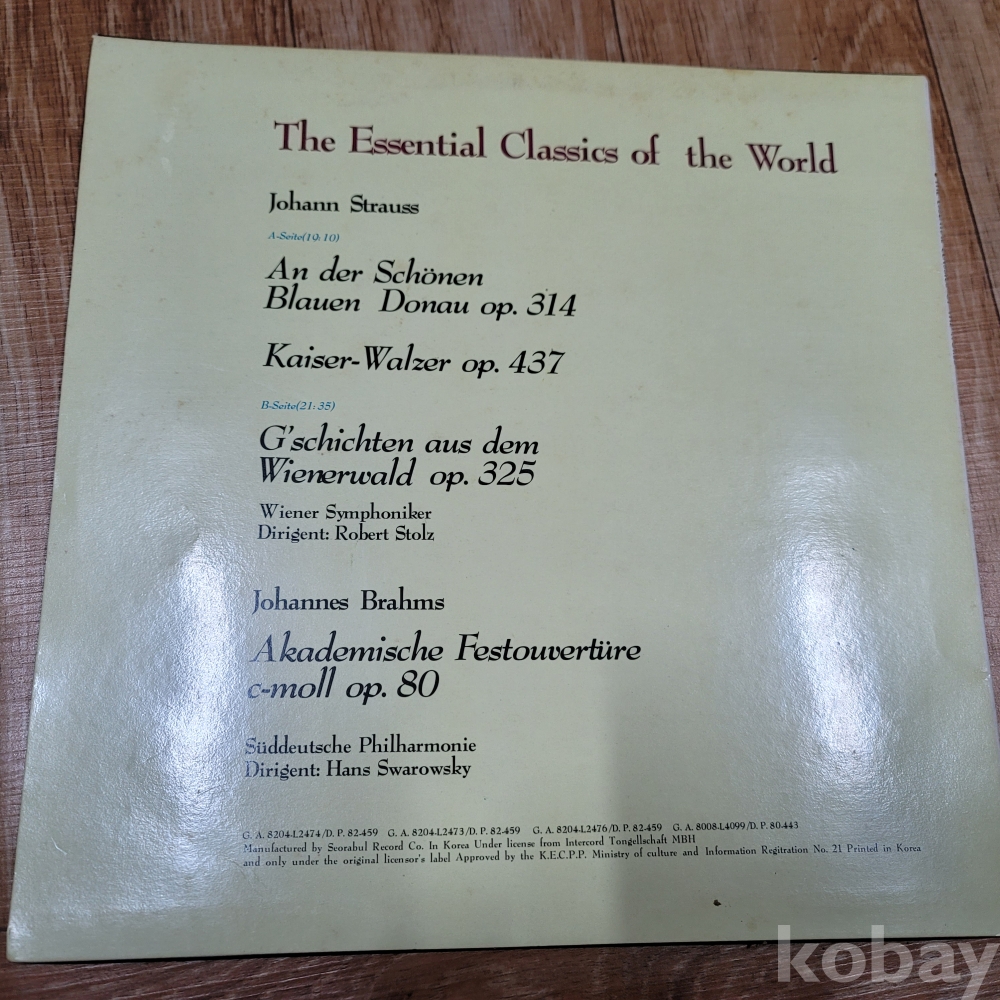 The Essential Classics of the World
Johann Strauss
A-Seite(19:10)
An der Schönen
Blauen Donau op. 314
Kaiser-Walzer op. 437
B-Seite(21:35)
G'schichten aus dem
Wienerwald op. 325
Wiener Symphoniker
Dirigent: Robert Stolz
Johannes Brahms
Akademische Festouvertüre
c-moll op. 80
Süddeutsche Philharmonie
Dirigent: Hans Swarowsky
G. A. 8204-L2474/D. P. 82-459 G. A. 8204-L2473/D. P. 82-459 G. A. 8204-L2476/D. P. 82-459 G. A. 8008-L4099/D. P. 80-443
Manufactured by Seorabul Record Co. In Korea Under license from Intercord Tongellschaft MBH
and only under the original licensor's label Approved by the K.E.C.P.P. Ministry of culture and Information Regitration No. 21 Printed in Korea
kobay